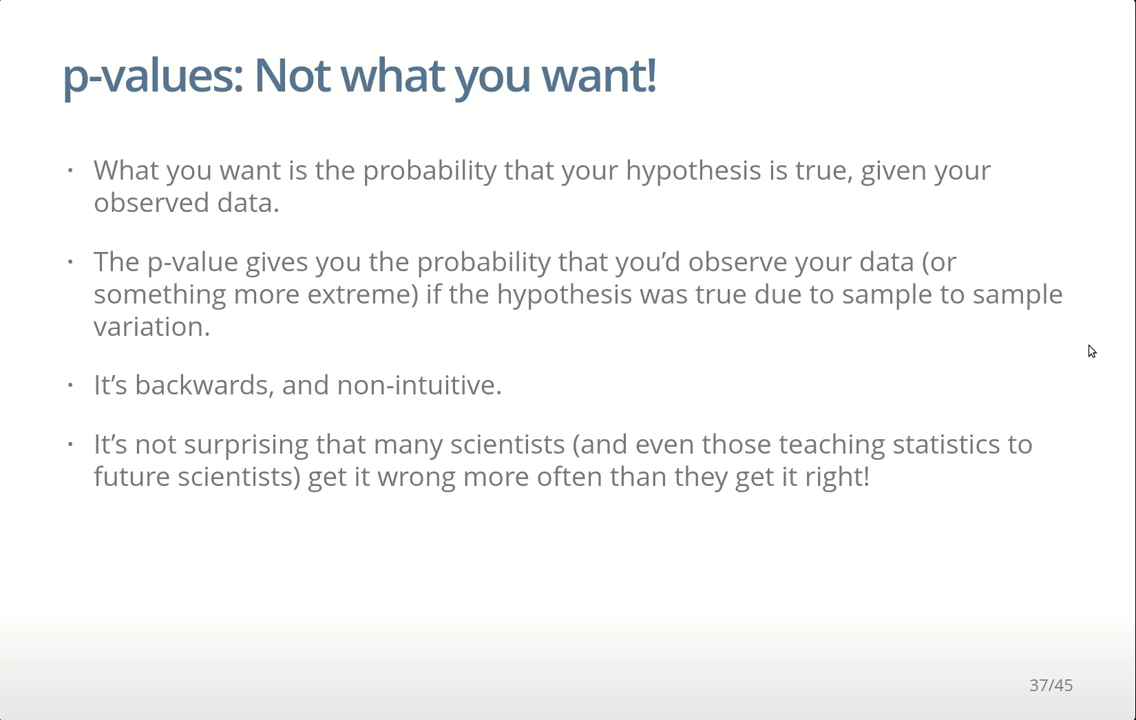 p-values: Not what you want!
· What you want is the probability that your hypothesis is true, given your
observed data.
· The p-value gives you the probability that you’d observe your data (or
something more extreme) if the hypothesis was true due to sample to sample
variation.
· It’s backwards, and non-intuitive.
· It’s not surprising that many scientists (and even those teaching statistics to
future scientists) get it wrong more often than they get it right!
37/45